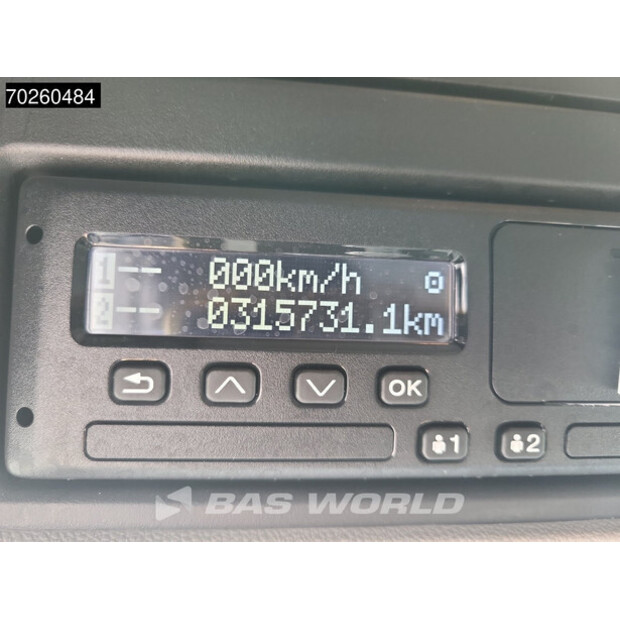 70260484
1-- 000km/h
2-- 0315731.1km
OK
1 2
BAS WORLD